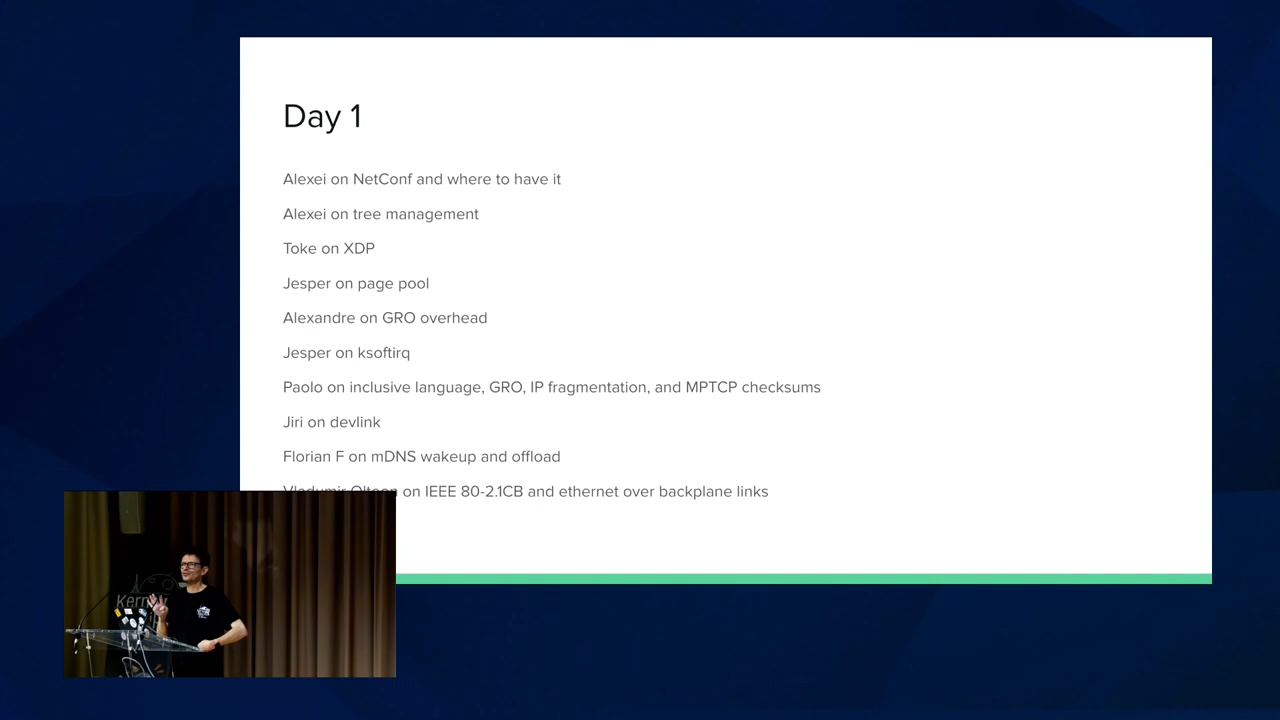 Day 1
Alexei on NetConf and where to have it
Alexei on tree management
Toke on XDP
Jesper on page pool
Alexandre on GRO overhead
Jesper on ksoftirq
Paolo on inclusive language, GRO, IP fragmentation, and MPTCP checksums
Jiri on devlink
Florian F on mDNS wakeup and offload
on IEEE 80-2.1CB and ethernet over backplane links